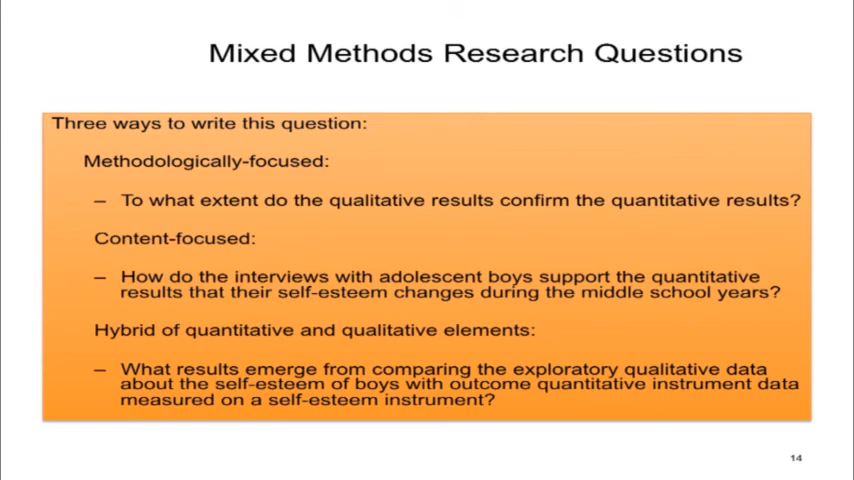 Mixed Methods Research Questions
Three ways to write this question:
Methodologically-focused:
– To what extent do the qualitative results confirm the quantitative results?
Content-focused:
– How do the interviews with adolescent boys support the quantitative
results that their self-esteem changes during the middle school years?
Hybrid of quantitative and qualitative elements:
– What results emerge from comparing the exploratory qualitative data
about the self-esteem of boys with outcome quantitative instrument data
measured on a self-esteem instrument?
14